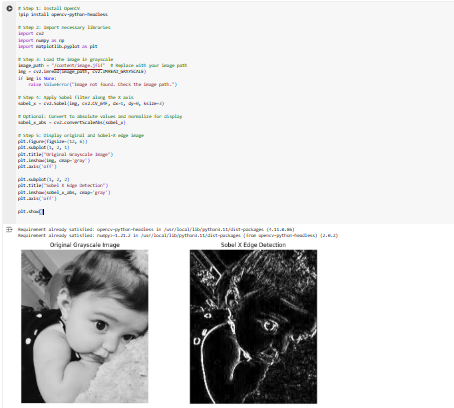 # Step 1: Install OpenCV
!pip install opencv-python-headless
# Step 2: Import necessary libraries
import cv2
import numpy as np
import matplotlib.pyplot as plt
# Step 3: Load the image in grayscale
image_path = "/content/image.jfif" # Replace with your image path
img = cv2.imread(image_path, cv2.IMREAD_GRAYSCALE)
if img is None:
raise ValueError("Image not found. Check the image path.")
# Step 4: Apply Sobel filter along the X axis
sobel_x = cv2.Sobel(img, cv2.CV_64F, dx=1, dy=0, ksize=3)
# Optional: Convert to absolute values and normalize for display
sobel_x_abs = cv2.convertScaleAbs(sobel_x)
# Step 5: Display original and Sobel-X edge image
plt.figure(figsize=(12, 6))
plt.subplot(1, 2, 1)
plt.title("Original Grayscale Image")
plt.imshow(img, cmap='gray')
plt.axis('off')
plt.subplot(1, 2, 2)
plt.title("Sobel X Edge Detection")
plt.imshow(sobel_x_abs, cmap='gray')
plt.axis('off')
plt.show()
Requirement already satisfied: opencv-python-headless in /usr/local/lib/python3.11/dist-packages (4.11.0.86)
Requirement already satisfied: numpy>=1.21.2 in /usr/local/lib/python3.11/dist-packages (from opencv-python-headless) (2.0.2)
Original Grayscale Image
Sobel X Edge Detection